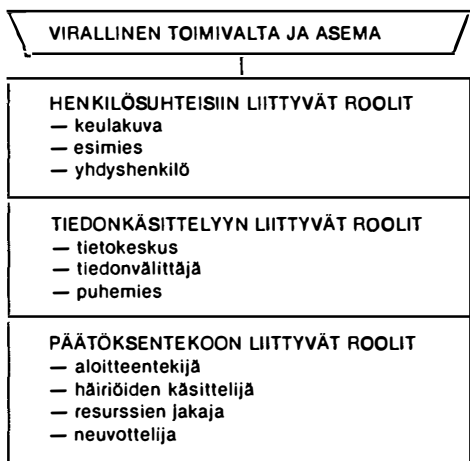 VIRALLINEN TOIMIVALTA JA ASEMA
HENKILÖSUHTEISIIN LIITTYVÄT ROOLIT
— keulakuva
— esimies
— yhdyshenkilö
TIEDONKÄSITTELYYN LIITTYVÄT ROOLIT
— tietokeskus
— tiedonvälittäjä
— puhemies
PÄÄTÖKSENTEKOON LIITTYVÄT ROOLIT
— aloitteentekijä
— häiriöiden käsittelijä
— resurssien jakaja
— neuvottelija